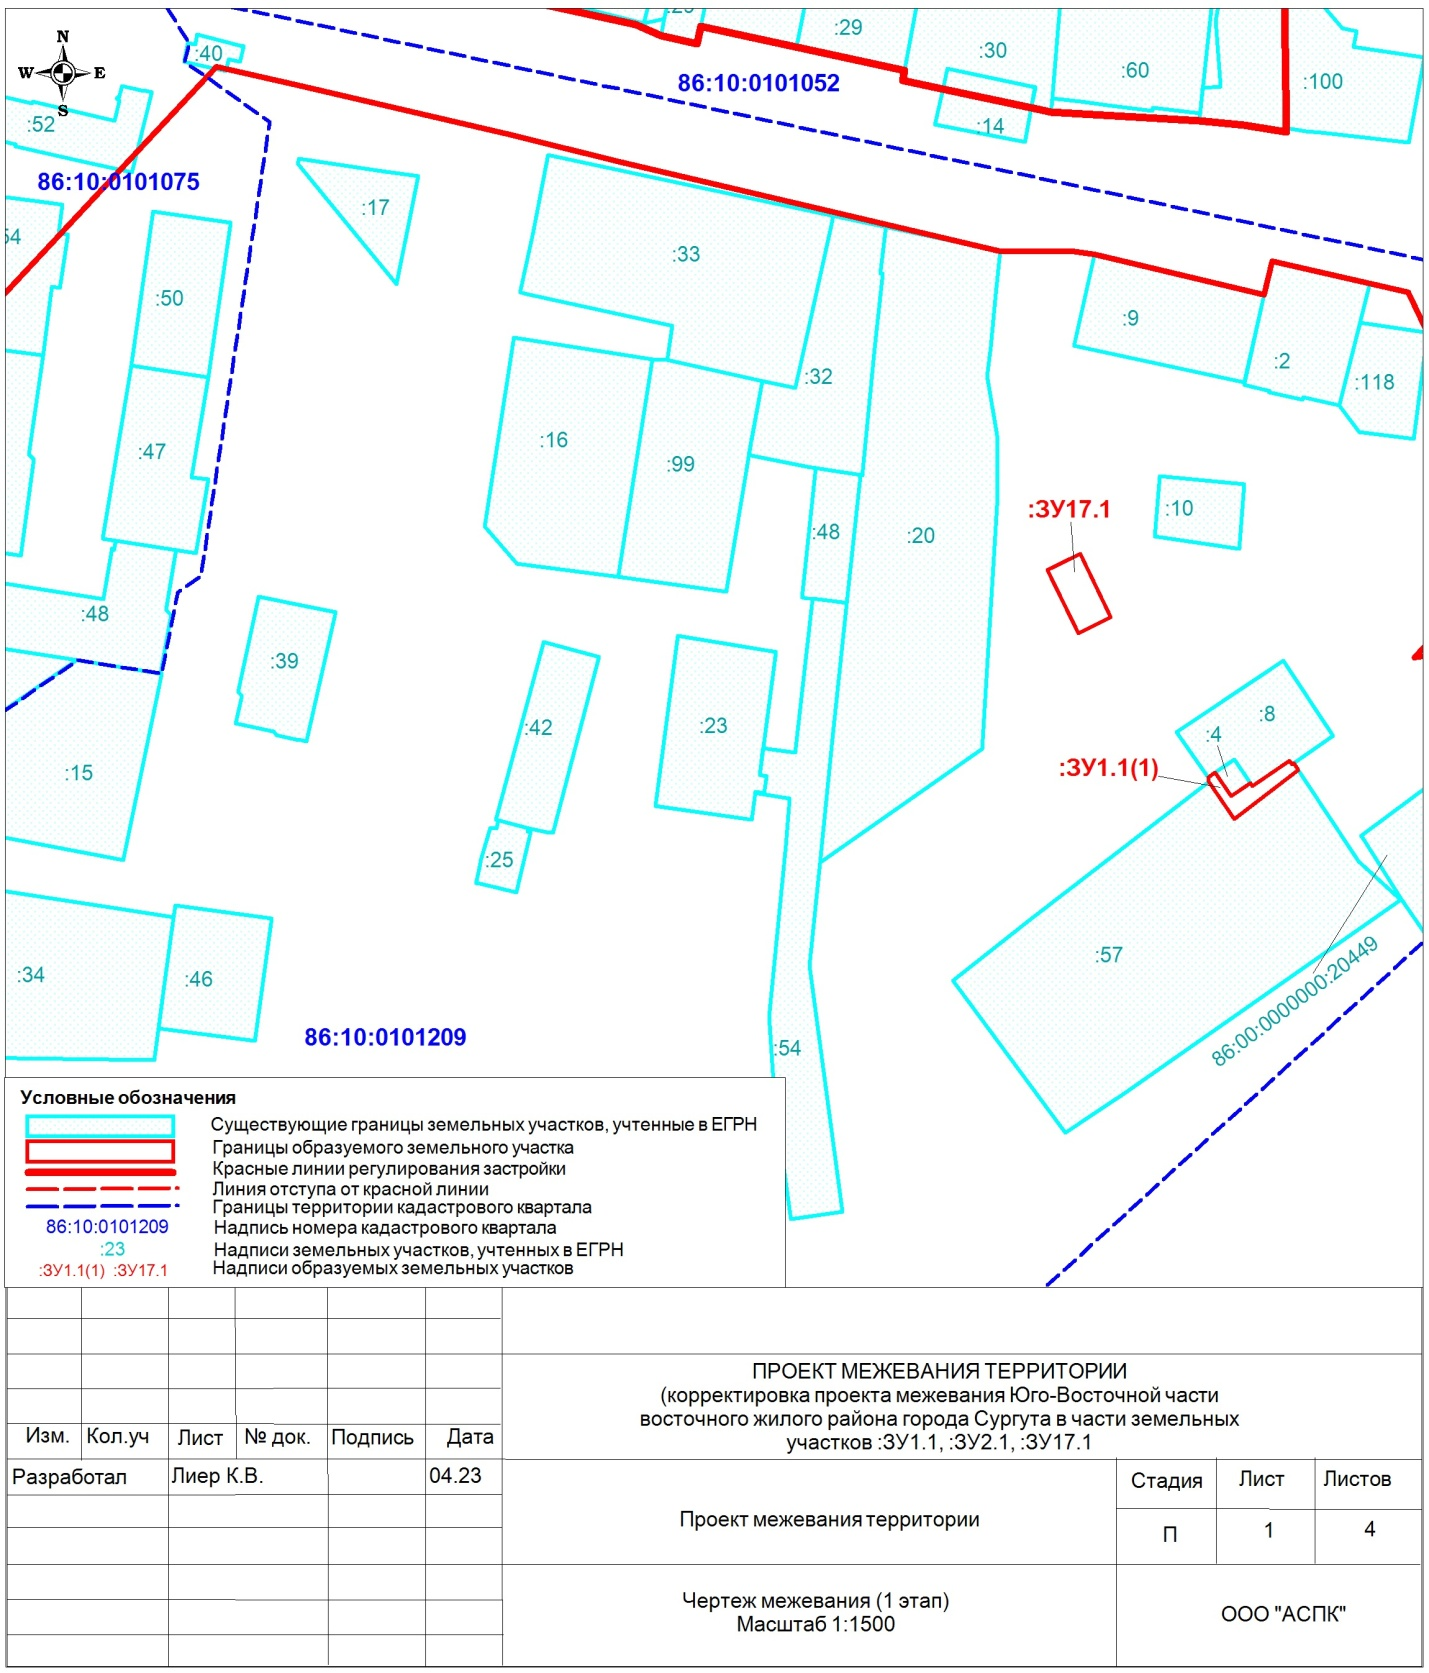 N
W E
S
:40
:52
86:10:0101075
:50
:47
:48
:15
:34
:46
:39
:17
:33
:16
:99
:32
:48
:20
:42
:25
:23
:54
:29
:30
:14
:60
:100
86:10:0101052
:9
:2
:118
:10
:ЗУ17.1
:8
:4
:ЗУ1.1(1)
:57
86:00:0000000:20449
86:10:0101209
Условные обозначения
Существующие границы земельных участков, учтенные в ЕГРН
Границы образуемого земельного участка
Красные линии регулирования застройки
Линия отступа от красной линии
Границы территории кадастрового квартала
86:10:0101209 Надпись номера кадастрового квартала
:23 Надписи земельных участков, учтенных в ЕГРН
:ЗУ1.1(1) :ЗУ17.1 Надписи образуемых земельных участков
Изм. Кол.уч Лист № док. Подпись Дата
Разработал Лиер К.В. 04.23
ПРОЕКТ МЕЖЕВАНИЯ ТЕРРИТОРИИ
(корректировка проекта межевания Юго-Восточной части
восточного жилого района города Сургута в части земельных
участков :ЗУ1.1, :ЗУ2.1, :ЗУ17.1
Проект межевания территории
Стадия Лист Листов
П 1 4
Чертеж межевания (1 этап)
Масштаб 1:1500
ООО "АСПК"